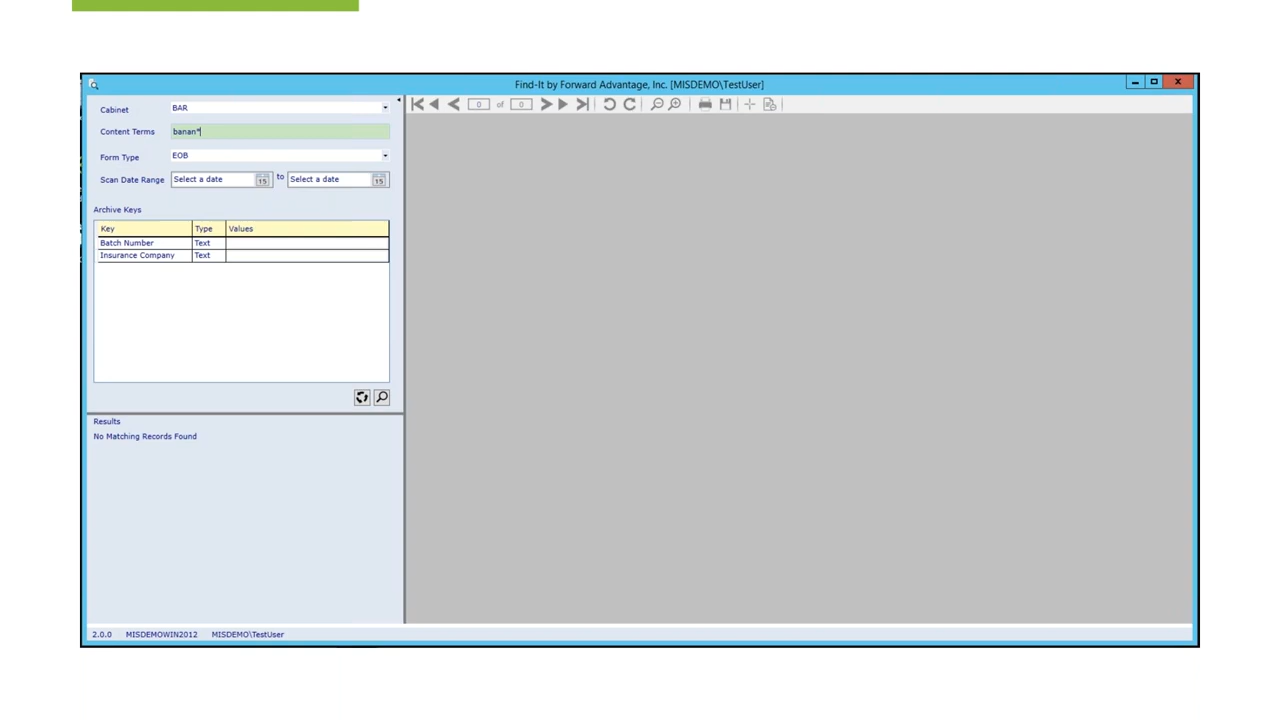 Find-It by Forward Advantage, Inc. [MISDEMO\TestUser]
Cabinet BAR
0 of 0
Content Terms banan*
Form Type EOB
Scan Date Range Select a date 15 to Select a date 15
Archive Keys
Key Type Values
Batch Number Text
Insurance Company Text
Results
No Matching Records Found
2.0.0 MISDEMOWIN2012 MISDEMO\TestUser